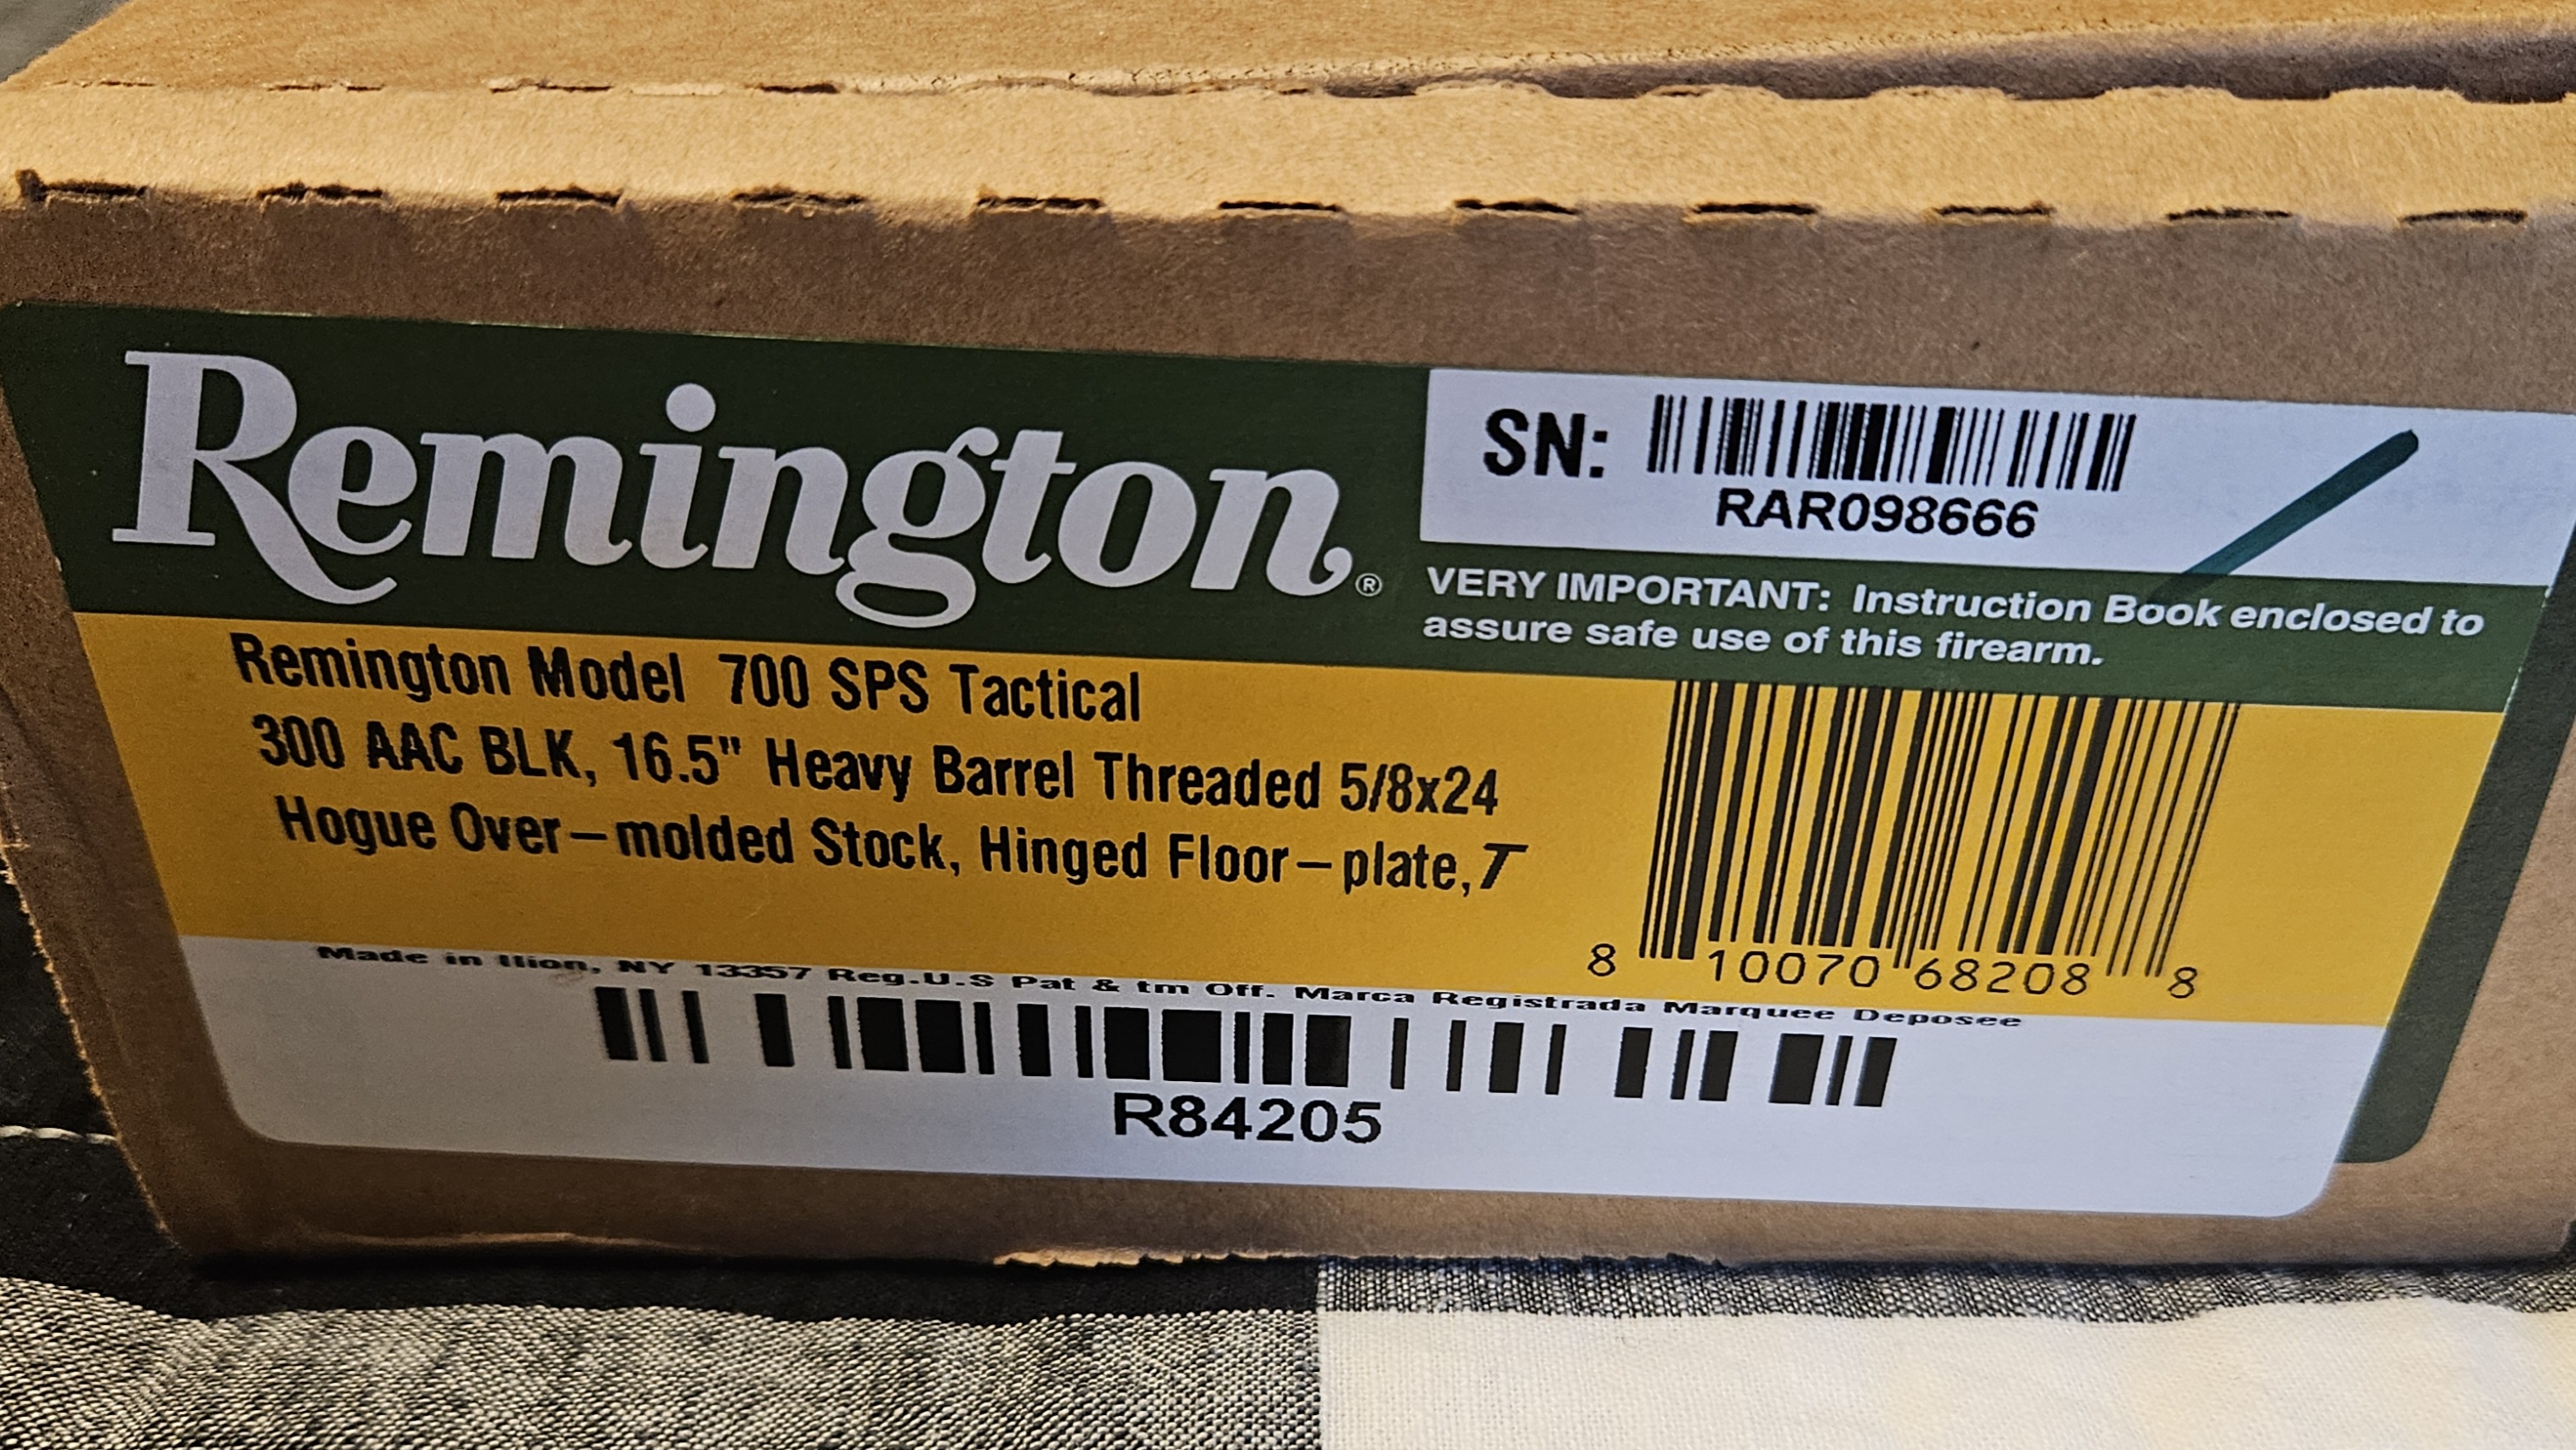 Remington®
SN:
RAR098666
VERY IMPORTANT: Instruction Book enclosed to
assure safe use of this firearm.
Remington Model 700 SPS Tactical
300 AAC BLK, 16.5" Heavy Barrel Threaded 5/8x24
Hogue Over-molded Stock, Hinged Floor-plate,T
8 10070 68208 8
Made in Ilion, NY 13357 Reg.U.S Pat & tm Off. Marca Registrada Marquee Deposee
R84205